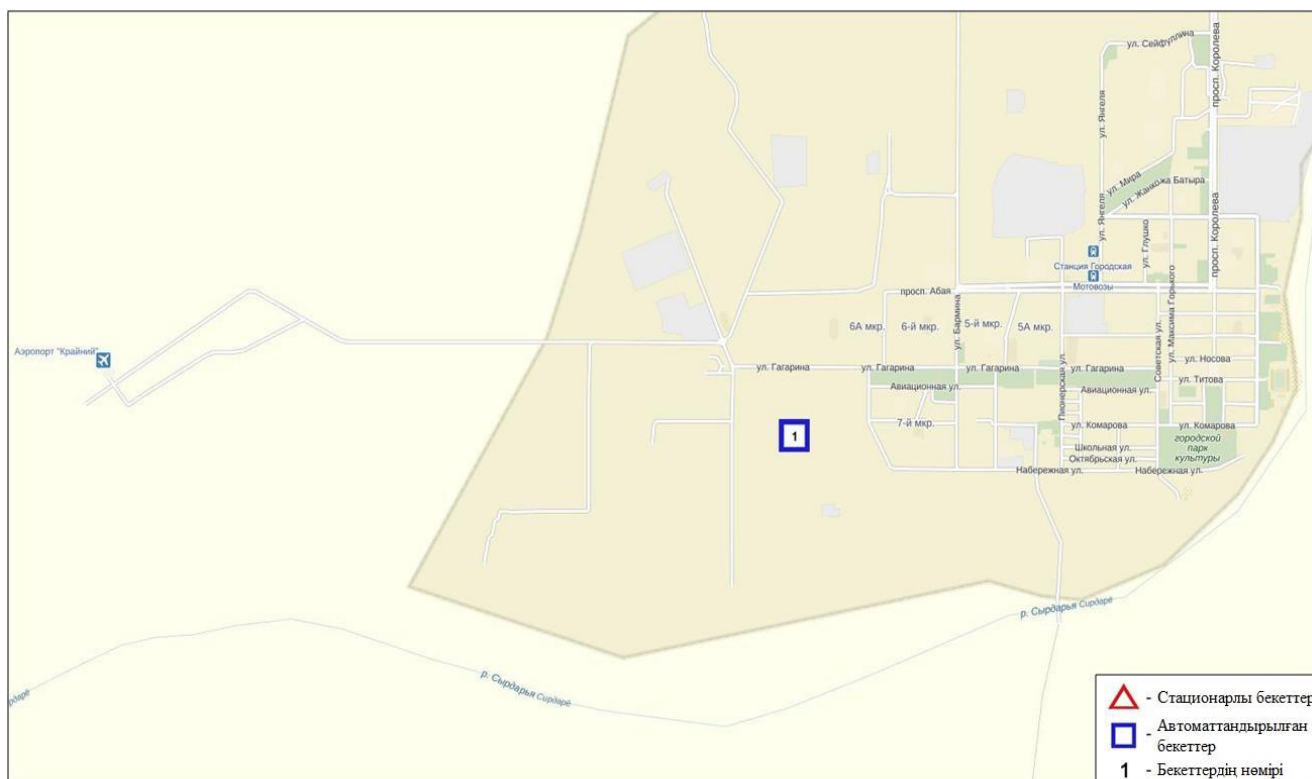 ул. Сейфуллина
просп. Королева
ул. Янгеля
ул. Мира
ул. Жанкожа Батыра
ул. Янгеля
ул. Глушко
просп. Королева
Станция Городская
Мотовозы
ул. Максима Горького
просп. Абая
6А мкр.
6-й мкр.
ул. Бармина
5-й мкр.
5А мкр.
Советская ул.
Аэропорт "Крайний"
ул. Носова
ул. Гагарина
ул. Гагарина
ул. Гагарина
ул. Гагарина
ул. Титова
Авиационная ул.
Пионерская ул.
Авиационная ул.
7-й мкр.
ул. Комарова
ул. Комарова
1
городской
парк
культуры
Школьная ул.
Октябрьская ул.
Набережная ул.
Набережная ул.
р. Сырдарья Сирдарё
р. Сырдарья Сирдарё
- Стационарлы бекеттер
- Автоматтандырылған
бекеттер
1 - Бекеттердің нөмірі